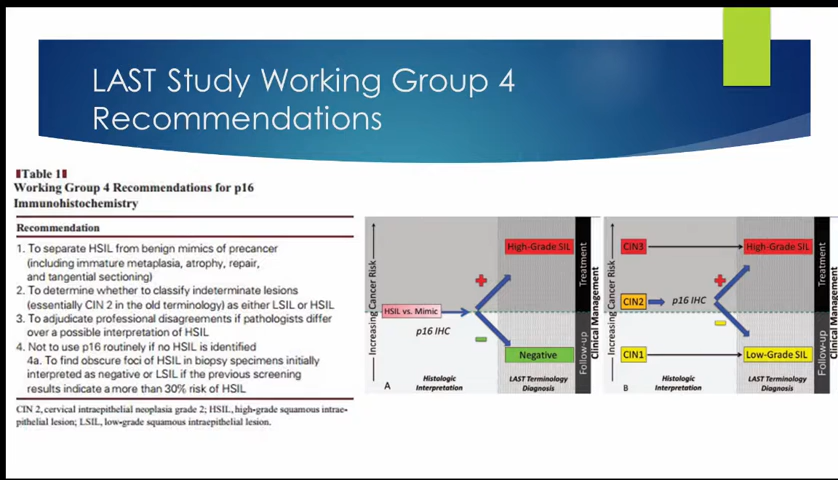 LAST Study Working Group 4
Recommendations
Table 1
Working Group 4 Recommendations for p16
Immunohistochemistry
Recommendation
1. To separate HSIL from benign mimics of precancer
(including immature metaplasia, atrophy, repair,
and tangential sectioning)
2. To determine whether to classify indeterminate lesions
(essentially CIN 2 in the old terminology) as either LSIL or HSIL
3. To adjudicate professional disagreements if pathologists differ
over a possible interpretation of HSIL
4. Not to use p16 routinely if no HSIL is identified
4a. To find obscure foci of HSIL in biopsy specimens initially
interpreted as negative or LSIL if the previous screening
results indicate a more than 30% risk of HSIL
CIN 2, cervical intraepithelial neoplasia grade 2; HSIL, high-grade squamous intrae-
pithelial lesion; LSIL, low-grade squamous intraepithelial lesion.
Increasing Cancer Risk
High-Grade SIL
+
HSIL vs. Mimic
p16 IHC
-
Negative
A
Histologic
Interpretation
LAST Terminology
Diagnosis
Treatment
Follow-up
Clinical Management
Increasing Cancer Risk
CIN3
High-Grade SIL
+
CIN2
p16 IHC
-
CIN1
Low-Grade SIL
B
Histologic
Interpretation
LAST Terminology
Diagnosis
Treatment
Follow-up
Clinical Management